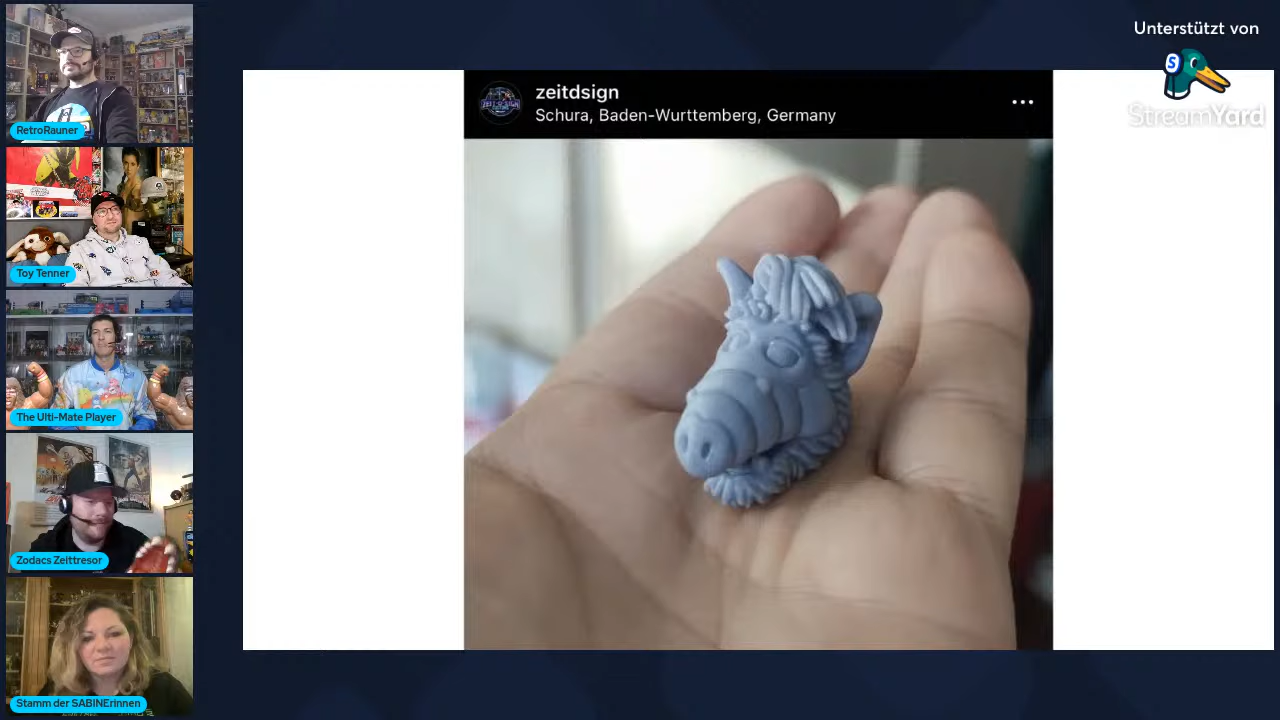 RetroRauner
Toy Tenner
The Ulti-Mate Player
Zodacs Zeittresor
Stamm der SABINErinnen
zeitdsign
Schura, Baden-Wurttemberg, Germany
Unterstützt von
S
StreamYard